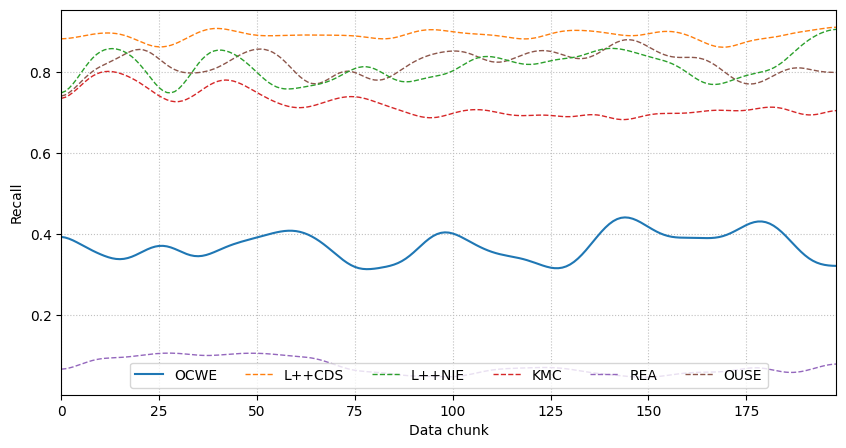 Recall
0.8
0.6
0.4
0.2
OCWE L++CDS L++NIE KMC REA OUSE
0 25 50 75 100 125 150 175
Data chunk